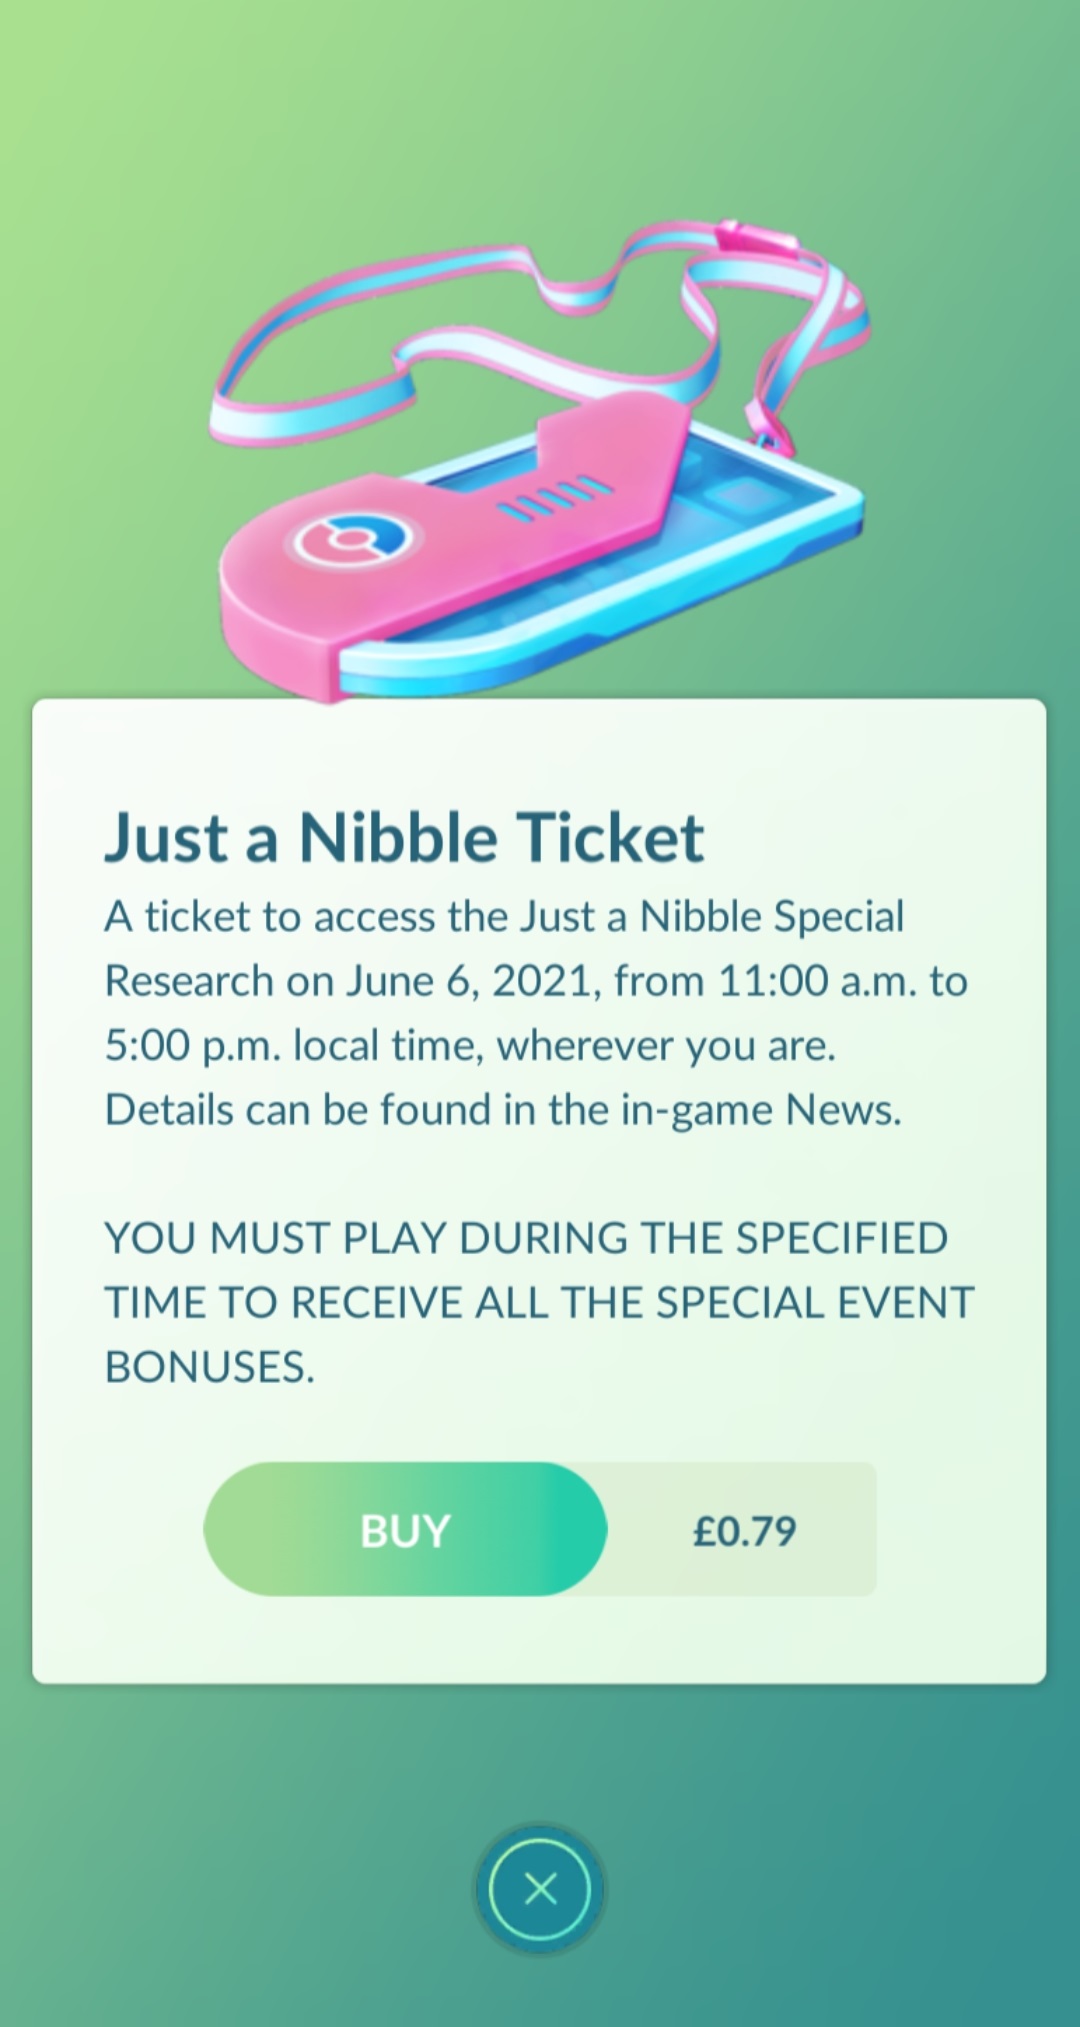 Just a Nibble Ticket
A ticket to access the Just a Nibble Special
Research on June 6, 2021, from 11:00 a.m. to
5:00 p.m. local time, wherever you are.
Details can be found in the in-game News.
YOU MUST PLAY DURING THE SPECIFIED
TIME TO RECEIVE ALL THE SPECIAL EVENT
BONUSES.
BUY £0.79